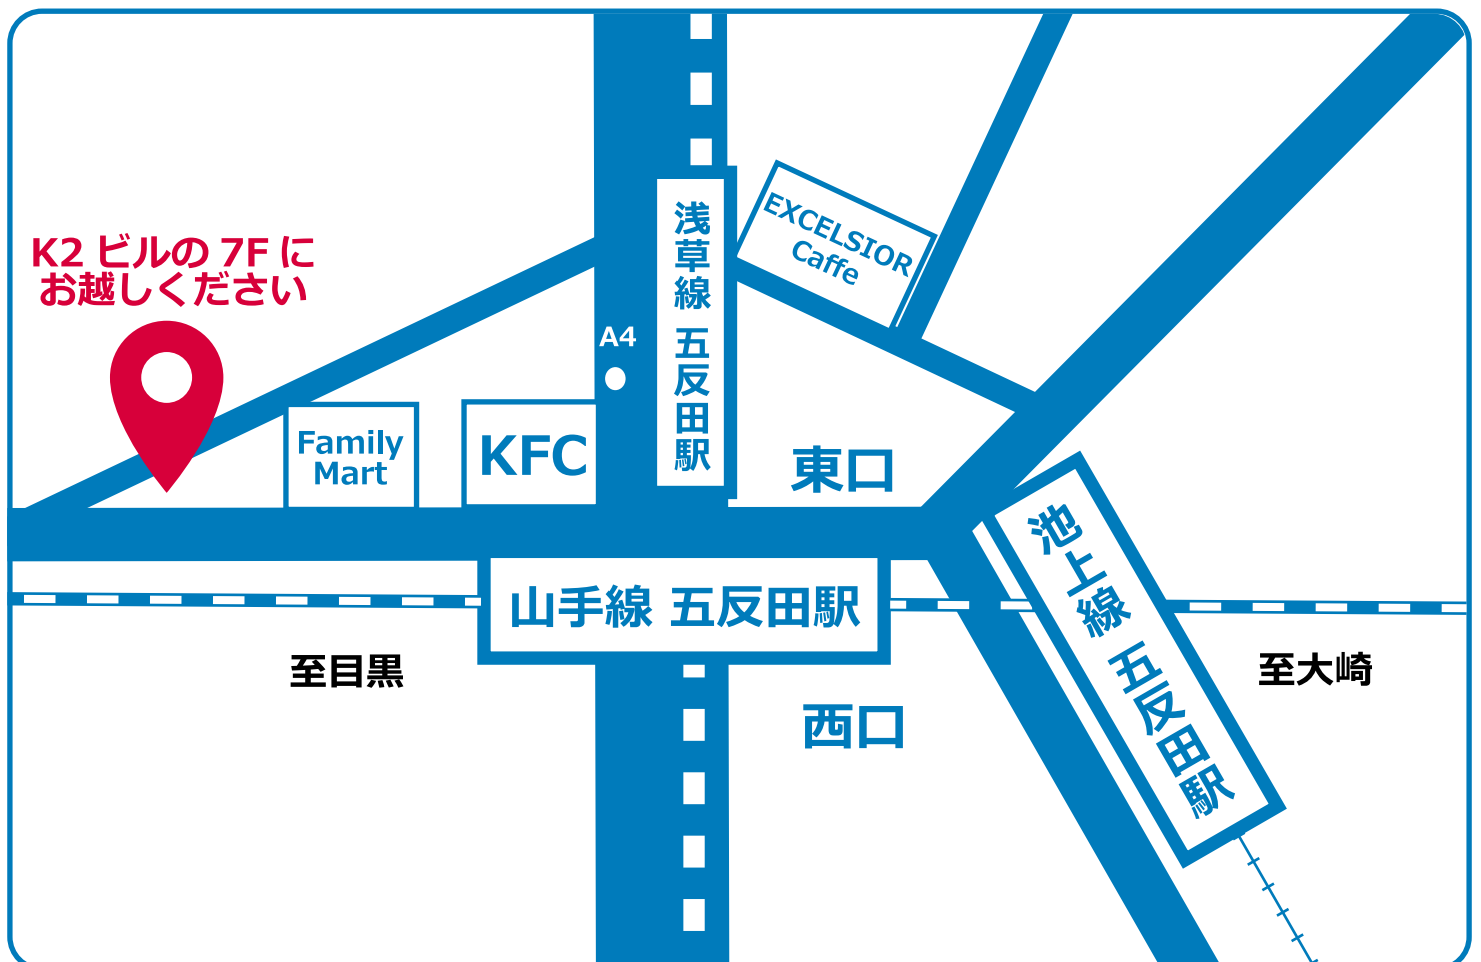 K2 ビルの 7F に
お越しください
浅草線 五反田駅
EXCELSIOR
Caffe
A4
Family
Mart
KFC
東口
池上線 五反田駅
山手線 五反田駅
至目黒
至大崎
西口